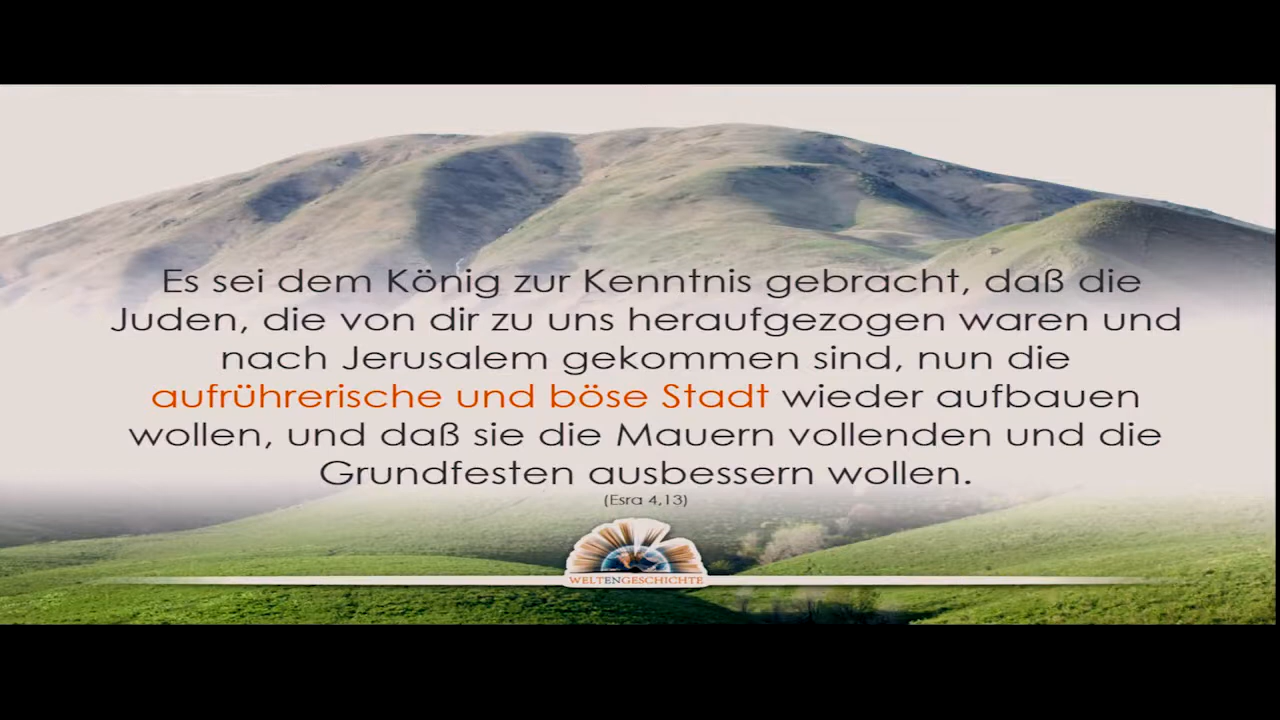 Es sei dem König zur Kenntnis gebracht, daß die
Juden, die von dir zu uns heraufgezogen waren und
nach Jerusalem gekommen sind, nun die
aufrührerische und böse Stadt wieder aufbauen
wollen, und daß sie die Mauern vollenden und die
Grundfesten ausbessern wollen.
(Esra 4,13)
WELTENGESCHICHTE